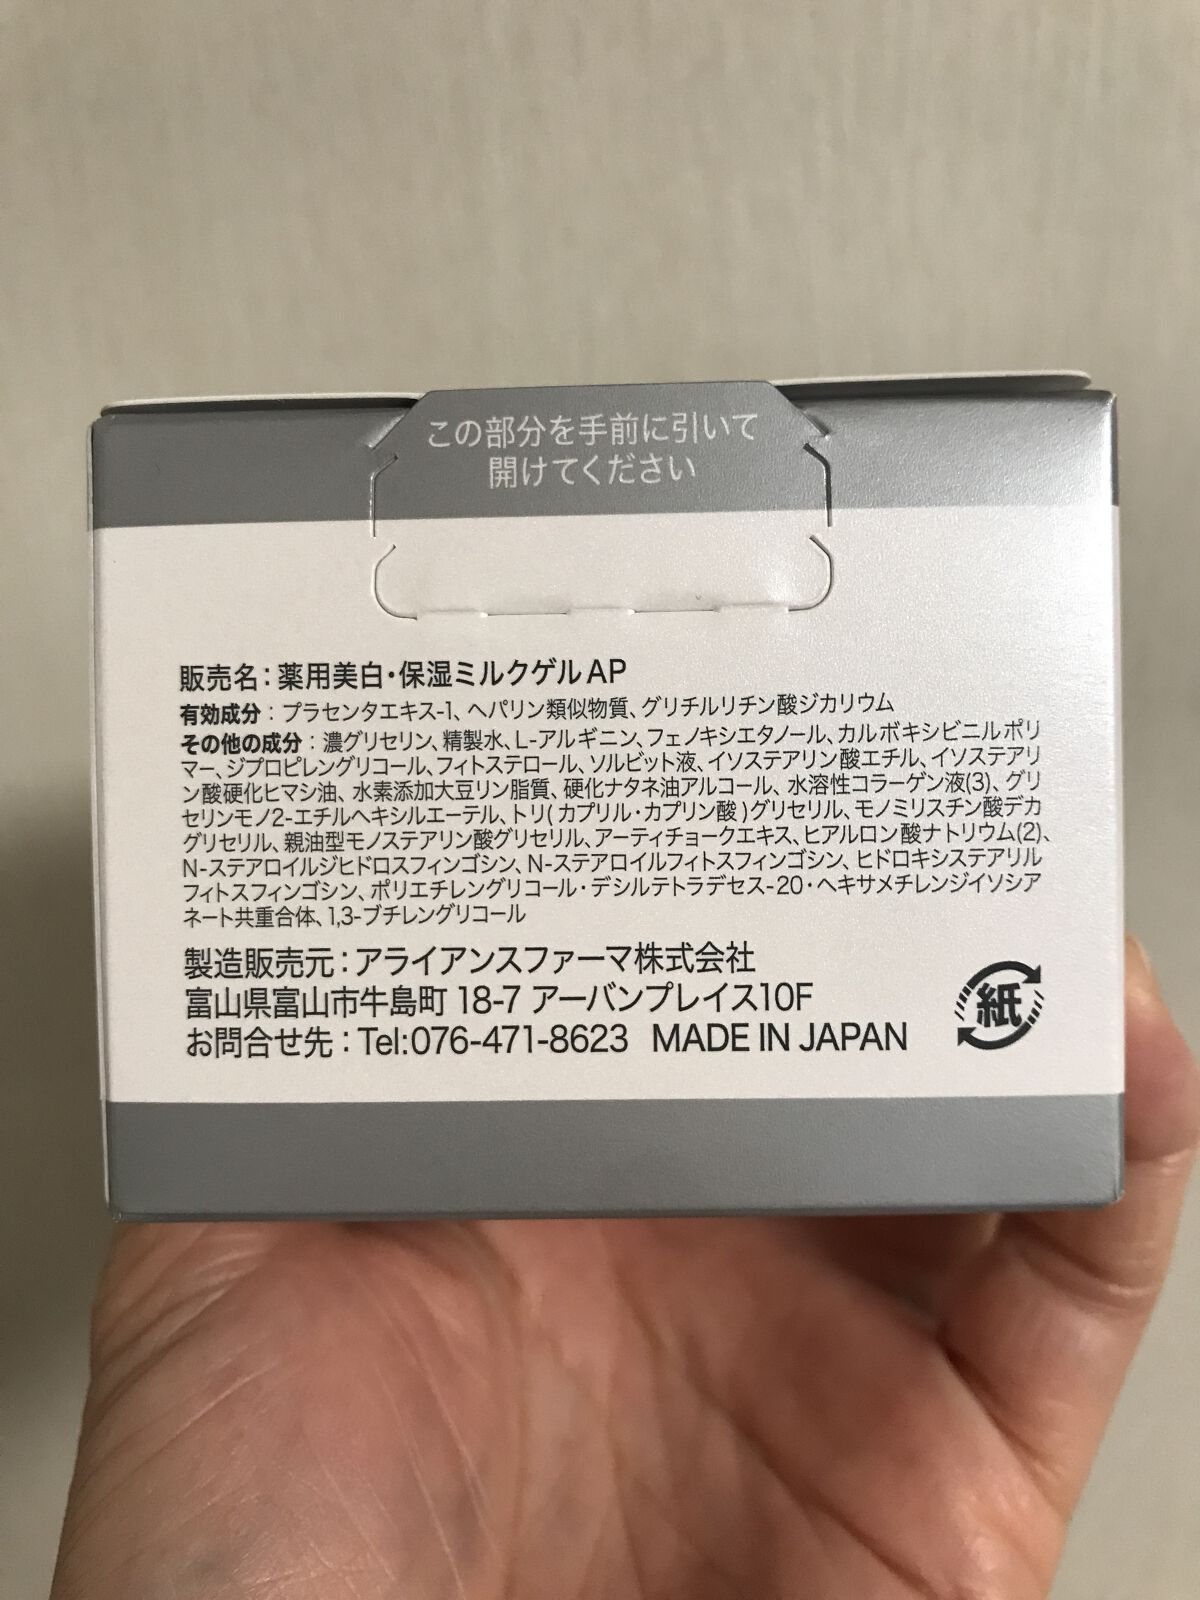 この部分を手前に引いて
開けてください
販売名：薬用美白・保湿ミルクゲルAP
有効成分：プラセンタエキス-1、ヘパリン類似物質、グリチルリチン酸ジカリウム
その他の成分：濃グリセリン、精製水、L-アルギニン、フェノキシエタノール、カルボキシビニルポリ
マー、ジプロピレングリコール、フィトステロール、ソルビット液、イソステアリン酸エチル、イソステアリ
ン酸硬化ヒマシ油、水素添加大豆リン脂質、硬化ナタネ油アルコール、水溶性コラーゲン液(3)、グリ
セリンモノ2-エチルヘキシルエーテル、トリ(カプリル・カプリン酸)グリセリル、モノミリスチン酸デカ
グリセリル、親油型モノステアリン酸グリセリル、アーティチョークエキス、ヒアルロン酸ナトリウム(2)、
N-ステアロイルジヒドロスフィンゴシン、N-ステアロイルフィトスフィンゴシン、ヒドロキシステアリル
フィトスフィンゴシン、ポリエチレングリコール・デシルテトラデセス-20・ヘキサメチレンジイソシア
ネート共重合体、1,3-ブチレングリコール
製造販売元：アライアンスファーマ株式会社
富山県富山市牛島町 18-7 アーバンプレイス10F
お問合せ先：Tel:076-471-8623 MADE IN JAPAN
紙